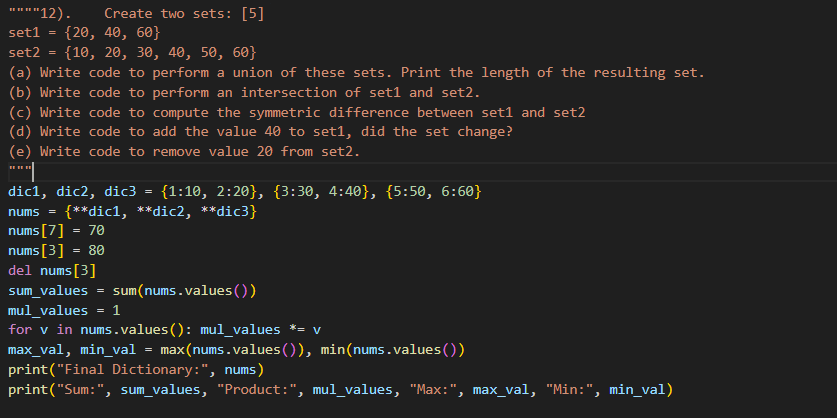 """"12).    Create two sets: [5]
set1 = {20, 40, 60}
set2 = {10, 20, 30, 40, 50, 60}
(a) Write code to perform a union of these sets. Print the length of the resulting set.
(b) Write code to perform an intersection of set1 and set2.
(c) Write code to compute the symmetric difference between set1 and set2
(d) Write code to add the value 40 to set1, did the set change?
(e) Write code to remove value 20 from set2.
"""
dic1, dic2, dic3 = {1:10, 2:20}, {3:30, 4:40}, {5:50, 6:60}
nums = {**dic1, **dic2, **dic3}
nums[7] = 70
nums[3] = 80
del nums[3]
sum_values = sum(nums.values())
mul_values = 1
for v in nums.values(): mul_values *= v
max_val, min_val = max(nums.values()), min(nums.values())
print("Final Dictionary:", nums)
print("Sum:", sum_values, "Product:", mul_values, "Max:", max_val, "Min:", min_val)